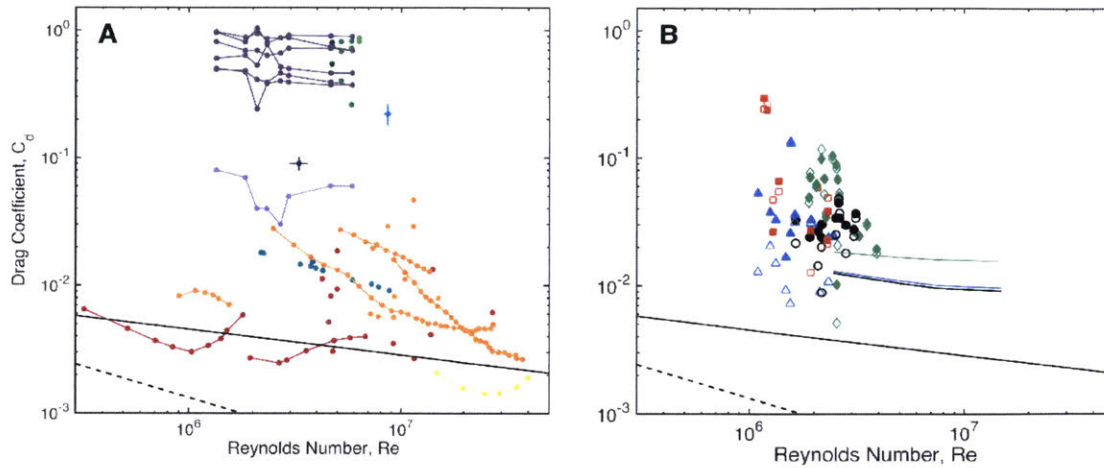 A
10⁰
10⁻¹
10⁻²
10⁻³
Drag Coefficient, C_d
10⁶
10⁷
Reynolds Number, Re
B
10⁰
10⁻¹
10⁻²
10⁻³
10⁶
10⁷
Reynolds Number, Re